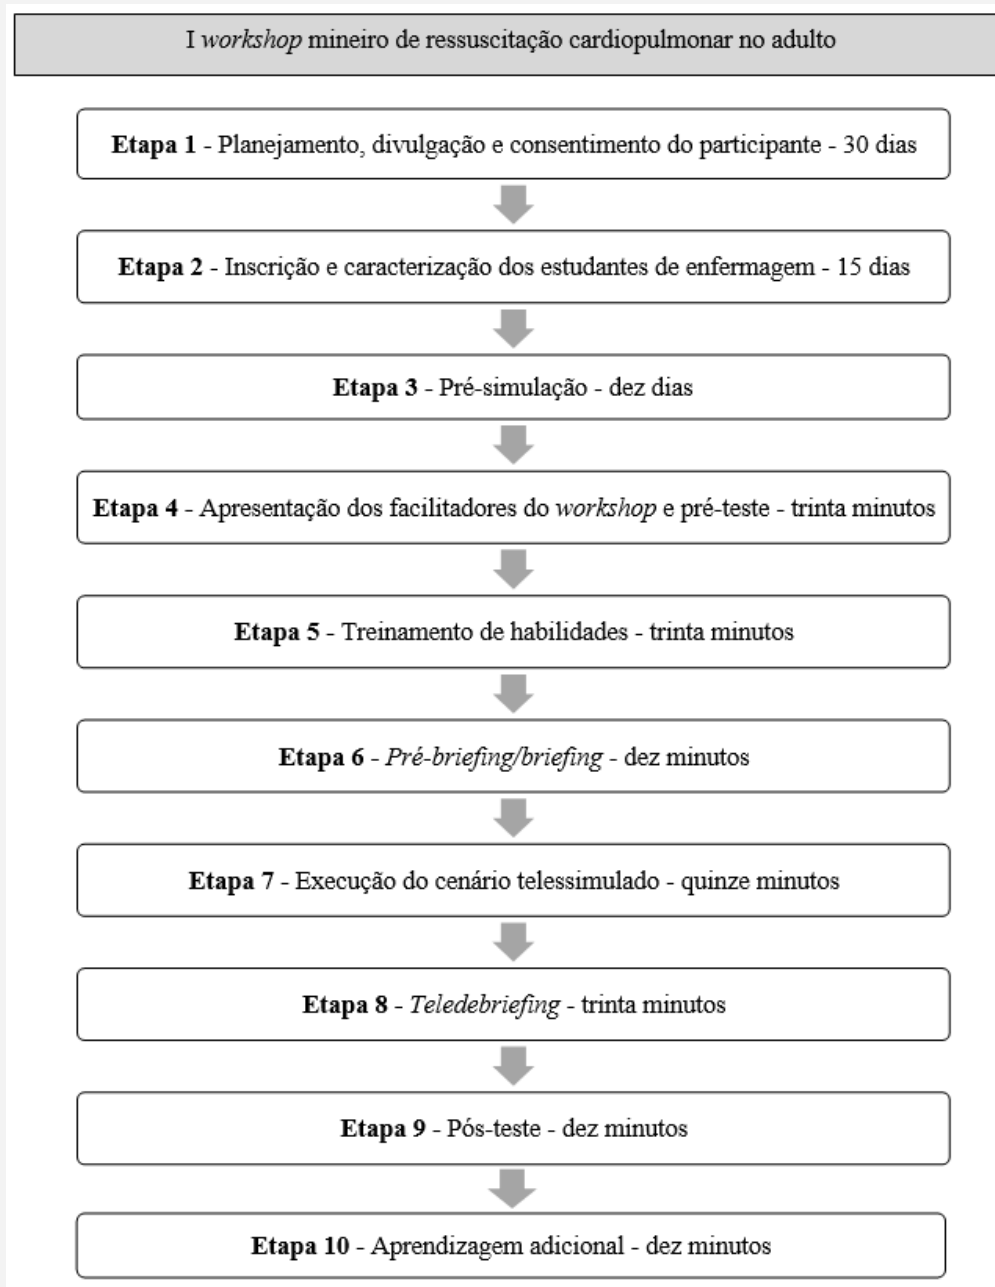 I workshop mineiro de ressuscitação cardiopulmonar no adulto
Etapa 1 - Planejamento, divulgação e consentimento do participante - 30 dias
Etapa 2 - Inscrição e caracterização dos estudantes de enfermagem - 15 dias
Etapa 3 - Pré-simulação - dez dias
Etapa 4 - Apresentação dos facilitadores do workshop e pré-teste - trinta minutos
Etapa 5 - Treinamento de habilidades - trinta minutos
Etapa 6 - Pré-briefing/briefing - dez minutos
Etapa 7 - Execução do cenário telessimulado - quinze minutos
Etapa 8 - Teledebriefing - trinta minutos
Etapa 9 - Pós-teste - dez minutos
Etapa 10 - Aprendizagem adicional - dez minutos